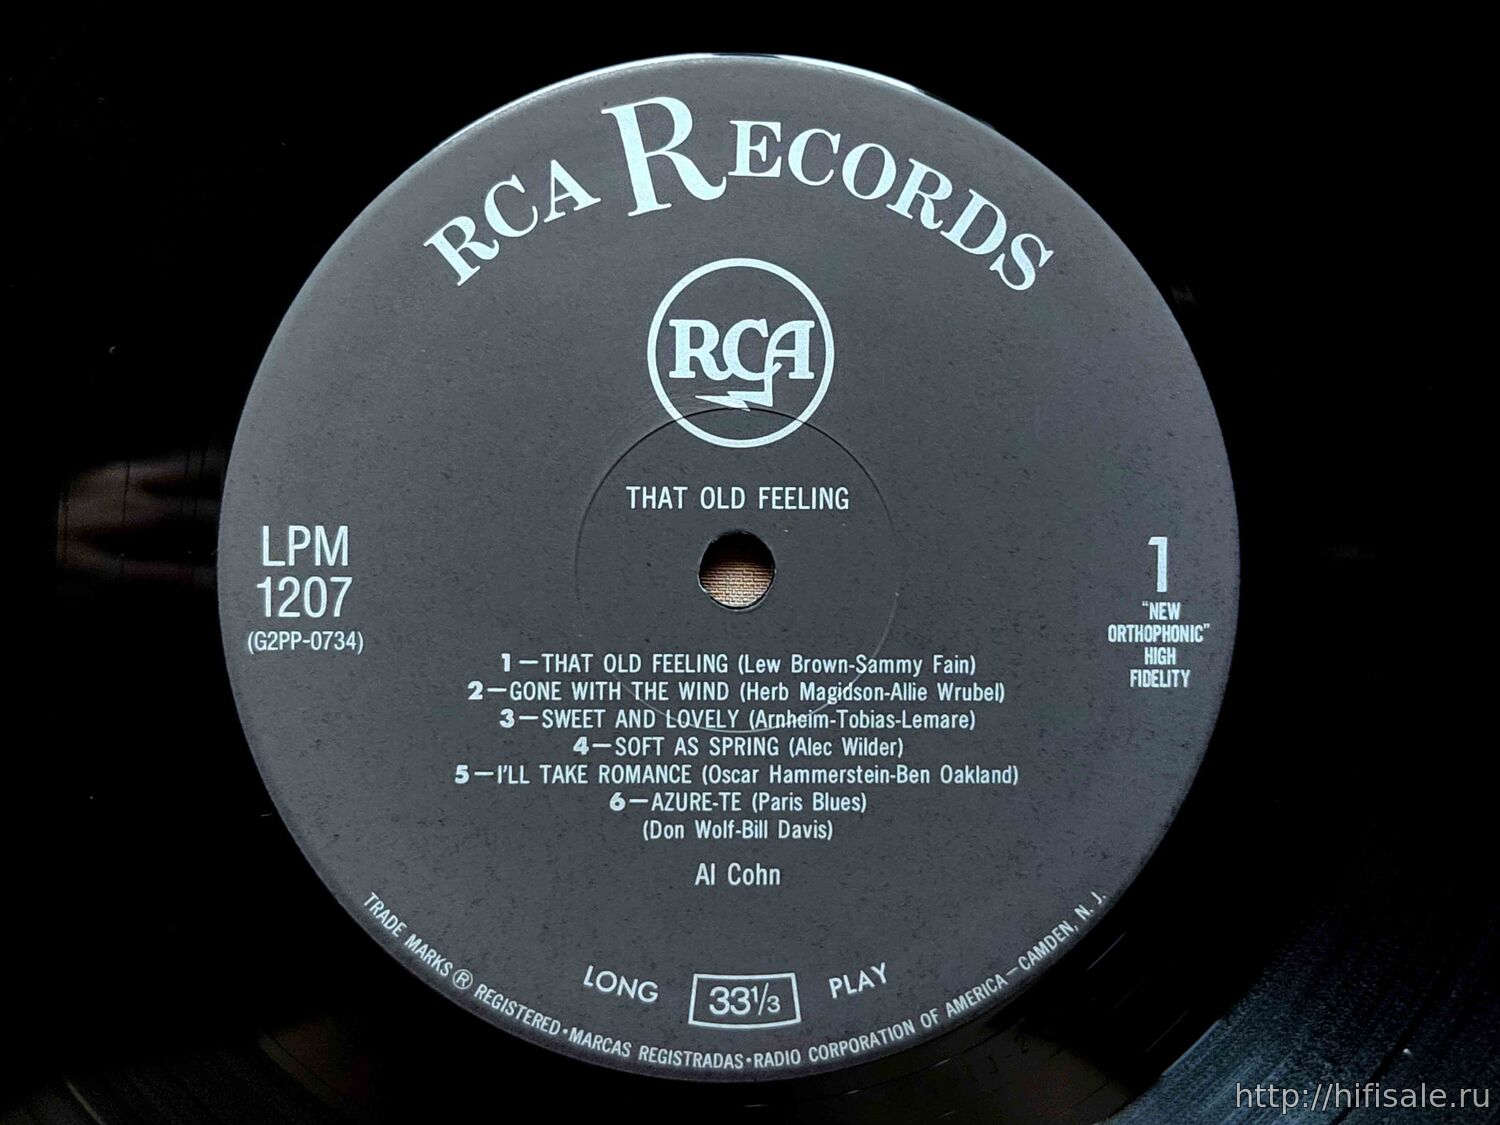 RCA RECORDS
RCA
THAT OLD FEELING
LPM
1207
(G2PP-0734)
1
"NEW
ORTHOPHONIC"
HIGH
FIDELITY
1—THAT OLD FEELING (Lew Brown-Sammy Fain)
2—GONE WITH THE WIND (Herb Magidson-Allie Wrubel)
3—SWEET AND LOVELY (Arnheim-Tobias-Lemare)
4—SOFT AS SPRING (Alec Wilder)
5—I'LL TAKE ROMANCE (Oscar Hammerstein-Ben Oakland)
6—AZURE-TE (Paris Blues)
(Don Wolf-Bill Davis)
Al Cohn
LONG 33⅓ PLAY
TRADE MARKS ® REGISTERED•MARCAS REGISTRADAS•RADIO CORPORATION OF AMERICA—CAMDEN, N. J.
http://hifisale.ru